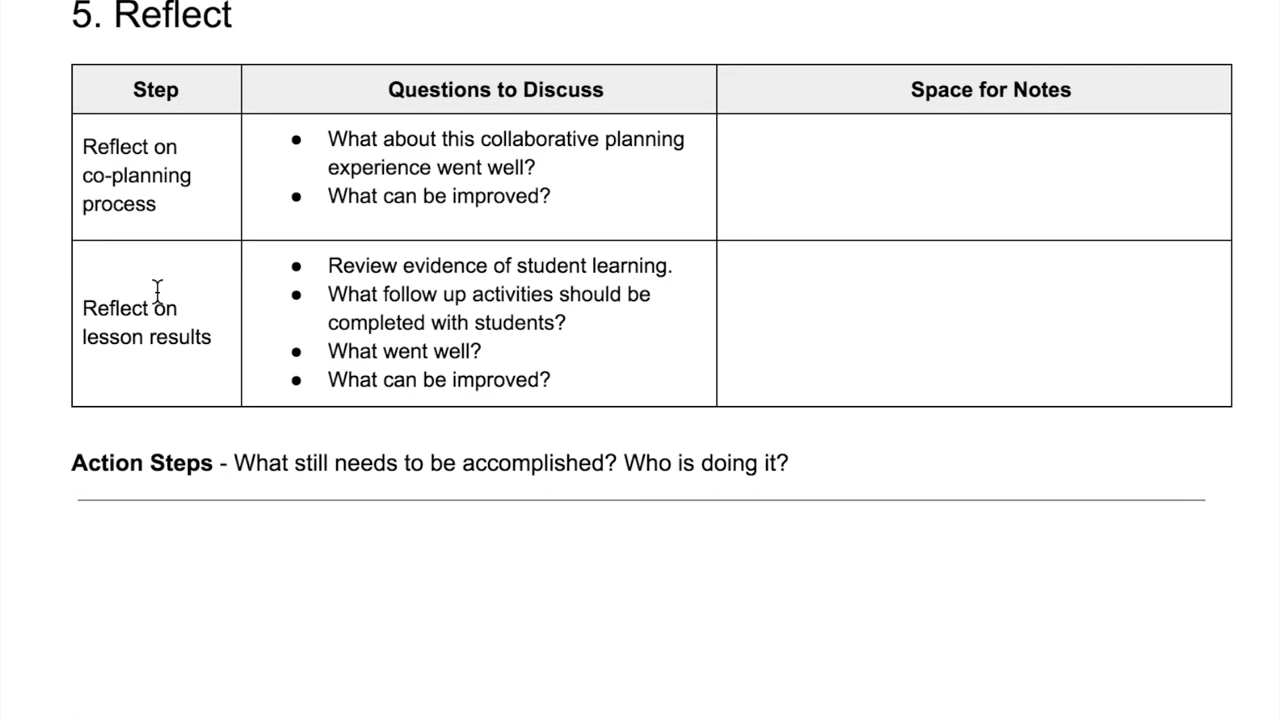 5. Reflect
Step
Questions to Discuss
Space for Notes
Reflect on
co-planning
process
● What about this collaborative planning
experience went well?
● What can be improved?
Reflect on
lesson results
● Review evidence of student learning.
● What follow up activities should be
completed with students?
● What went well?
● What can be improved?
Action Steps - What still needs to be accomplished? Who is doing it?